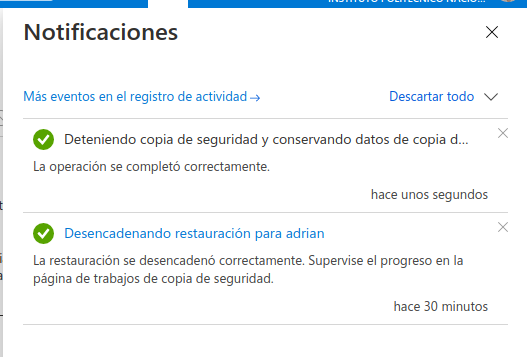 INSTITUTO POLITÉCNICO NACIO...
Notificaciones
Más eventos en el registro de actividad →
Descartar todo
Deteniendo copia de seguridad y conservando datos de copia d...
La operación se completó correctamente.
hace unos segundos
Desencadenando restauración para adrian
La restauración se desencadenó correctamente. Supervise el progreso en la
página de trabajos de copia de seguridad.
hace 30 minutos